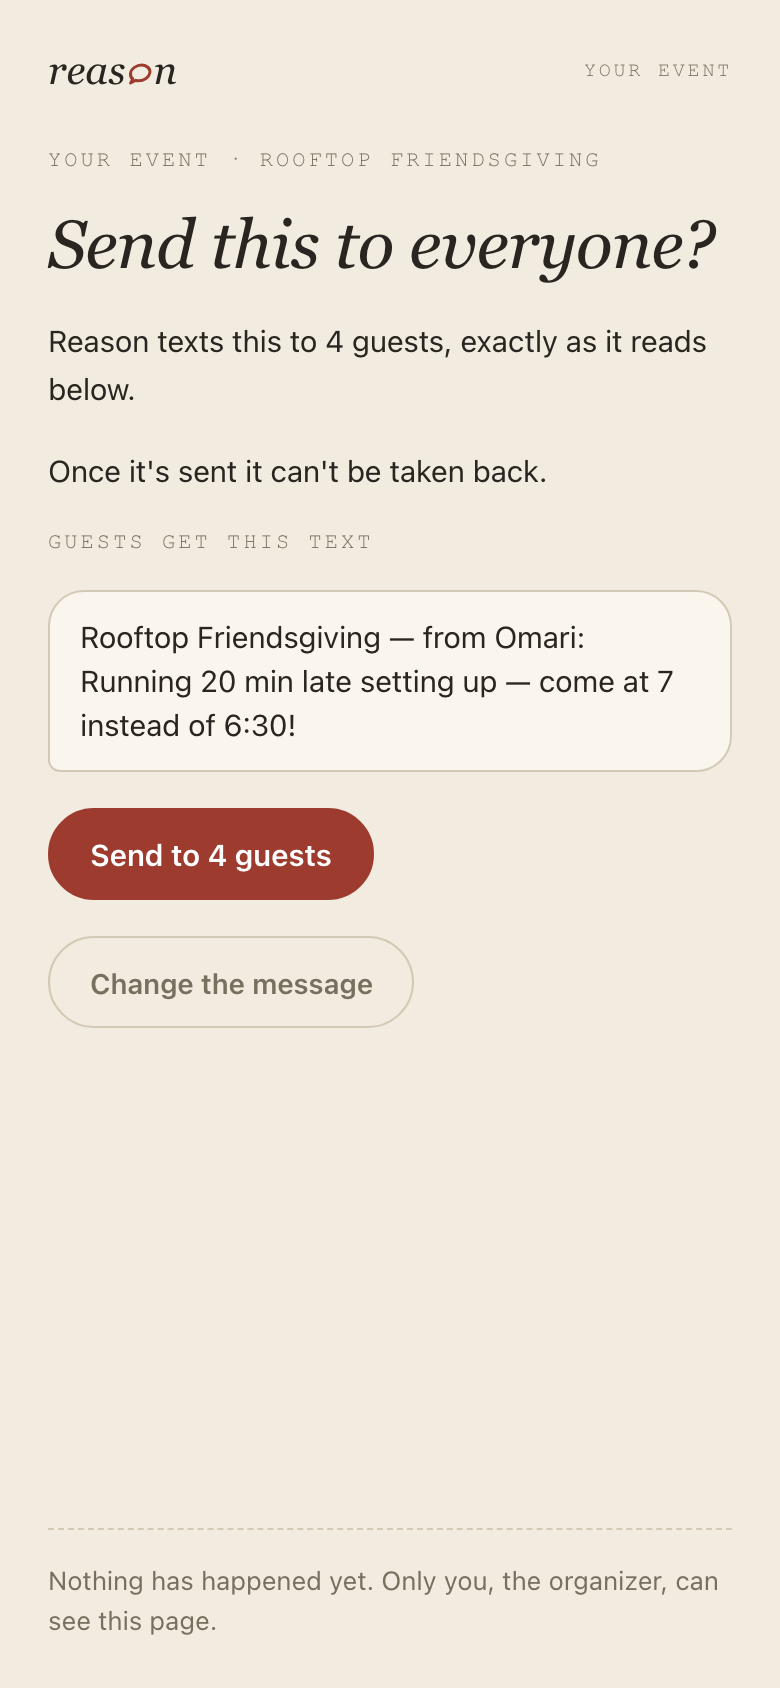 reason
YOUR EVENT
YOUR EVENT · ROOFTOP FRIENDSGIVING
Send this to everyone?
Reason texts this to 4 guests, exactly as it reads
below.
Once it's sent it can't be taken back.
GUESTS GET THIS TEXT
Rooftop Friendsgiving — from Omari:
Running 20 min late setting up — come at 7
instead of 6:30!
Send to 4 guests
Change the message
Nothing has happened yet. Only you, the organizer, can
see this page.